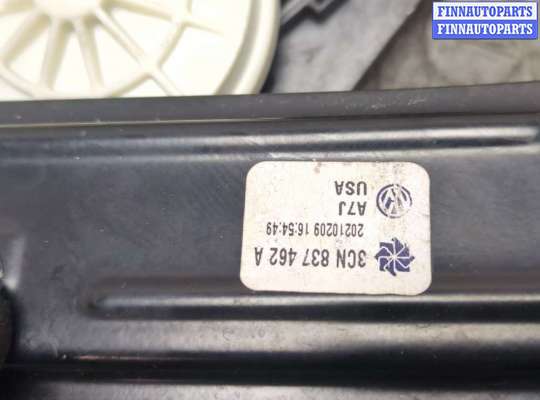 FINNAUTOPARTS
FINNAUTOPARTS
3CN 837 462 A
20210209 16:54:49
A7J
USA